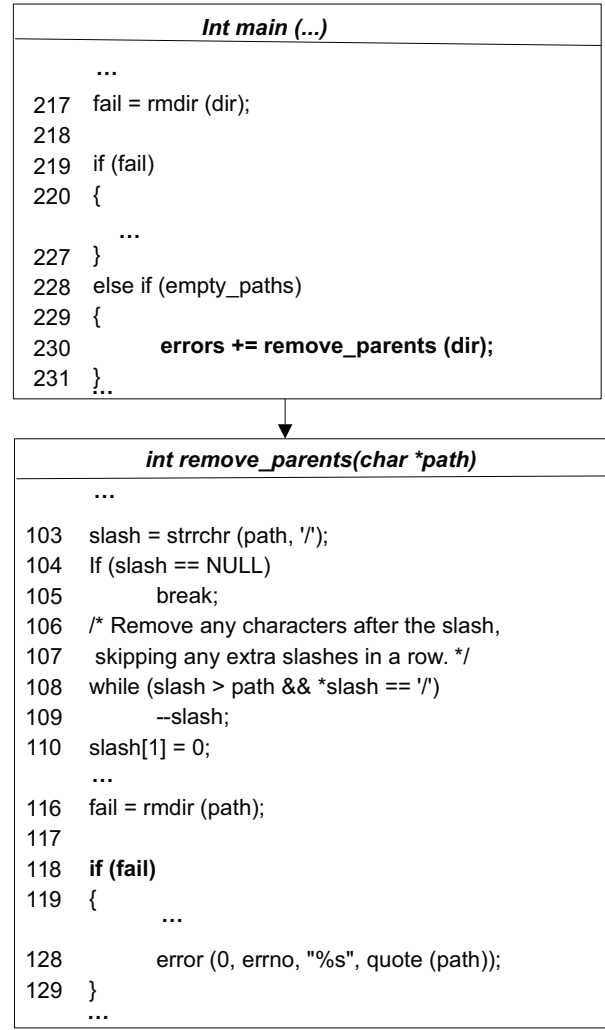 Int main (...)
...
217 fail = rmdir (dir);
218
219 if (fail)
220 {
...
227 }
228 else if (empty_paths)
229 {
230 errors += remove_parents (dir);
231 }
...
int remove_parents(char *path)
...
103 slash = strrchr (path, '/');
104 If (slash == NULL)
105 break;
106 /* Remove any characters after the slash,
107 skipping any extra slashes in a row. */
108 while (slash > path && *slash == '/')
109 --slash;
110 slash[1] = 0;
...
116 fail = rmdir (path);
117
118 if (fail)
119 {
...
128 error (0, errno, "%s", quote (path));
129 }
...